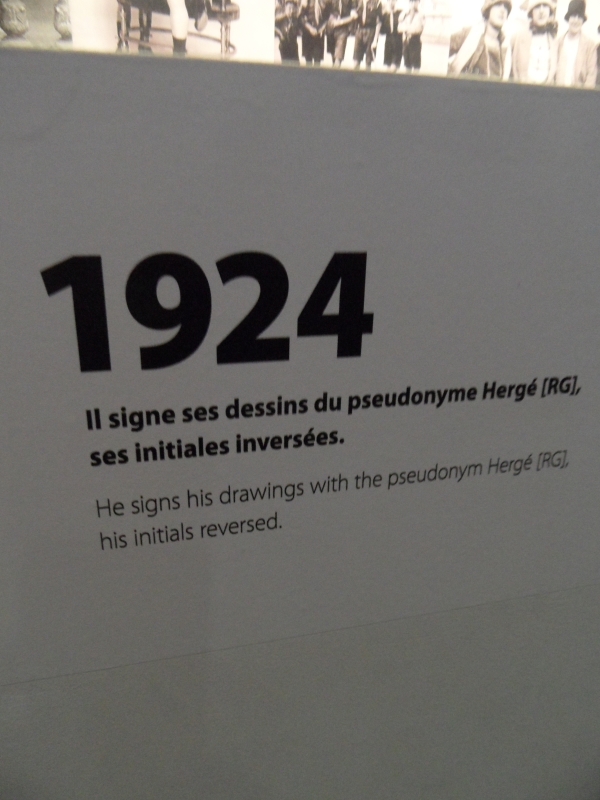 1924
Il signe ses dessins du pseudonyme Hergé [RG],
ses initiales inversées.
He signs his drawings with the pseudonym Hergé [RG],
his initials reversed.